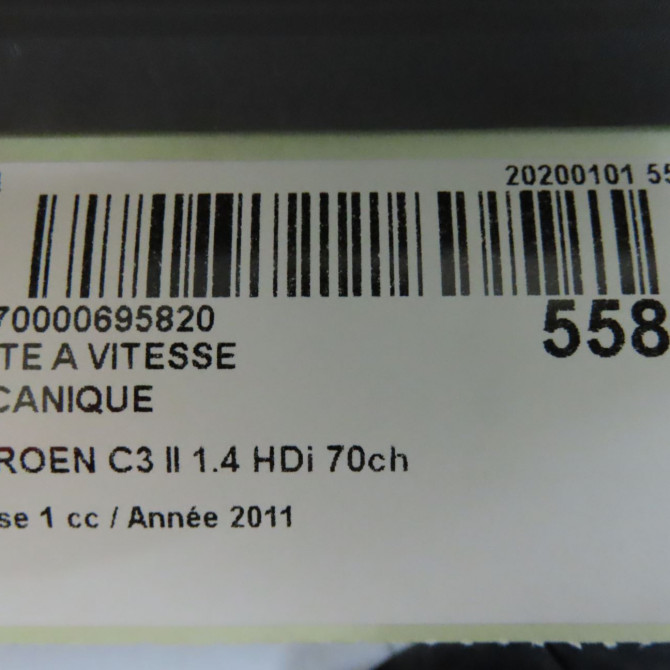 20200101 55
70000695820
558
TE A VITESSE
CANIQUE
ROEN C3 II 1.4 HDi 70ch
se 1 cc / Année 2011